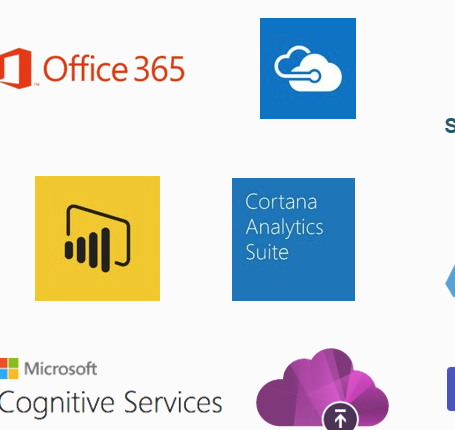 Office 365
Cortana
Analytics
Suite
Microsoft
Cognitive Services